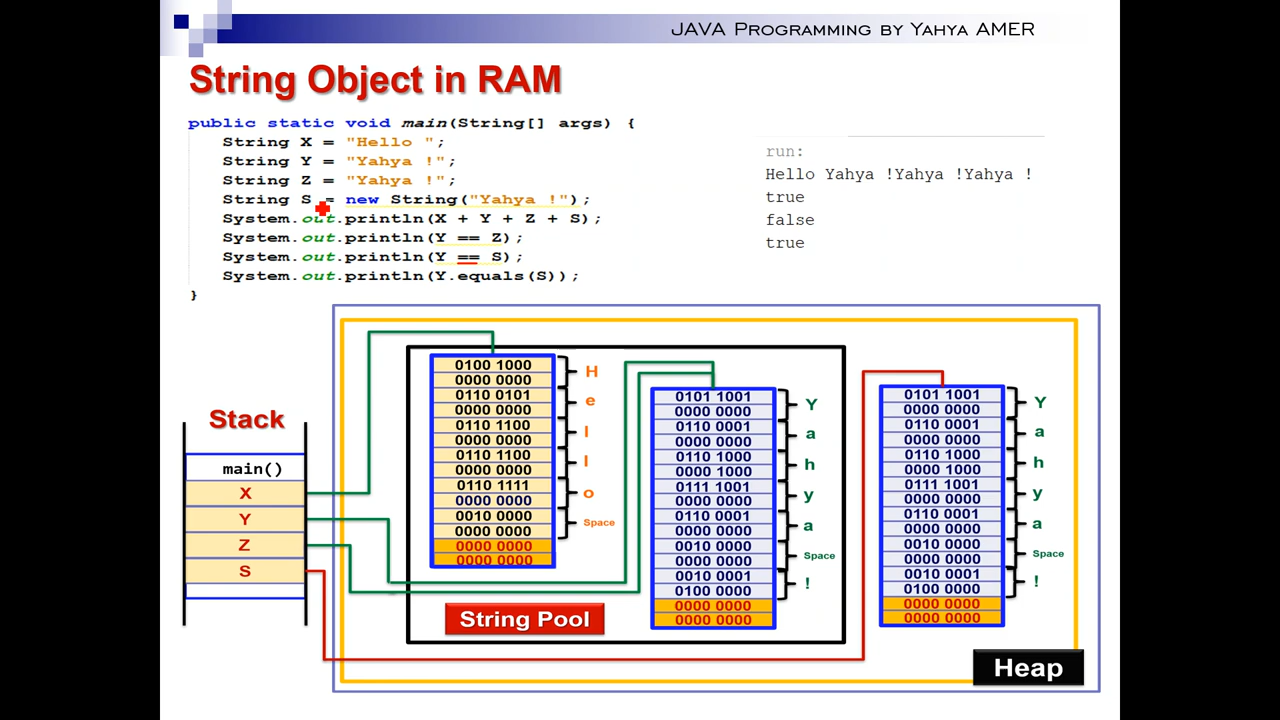 JAVA Programming by Yahya AMER
String Object in RAM
public static void main(String[] args) {
String X = "Hello ";
String Y = "Yahya !";
String Z = "Yahya !";
String S = new String("Yahya !");
System.out.println(X + Y + Z + S);
System.out.println(Y == Z);
System.out.println(Y == S);
System.out.println(Y.equals(S));
}
run:
Hello Yahya !Yahya !Yahya !
true
false
true
Stack
main()
X
Y
Z
S
0100 1000
0000 0000
0110 0101
0000 0000
0110 1100
0000 0000
0110 1100
0000 0000
0110 1111
0000 0000
0010 0000
0000 0000
0000 0000
0000 0000
H
e
l
l
o
Space
0101 1001
0000 0000
0110 0001
0000 0000
0110 1000
0000 1000
0111 1001
0000 0000
0110 0001
0000 0000
0010 0000
0000 0000
0010 0001
0100 0000
0000 0000
0000 0000
Y
a
h
y
a
Space
!
String Pool
0101 1001
0000 0000
0110 0001
0000 0000
0110 1000
0000 1000
0111 1001
0000 0000
0110 0001
0000 0000
0010 0000
0000 0000
0010 0001
0100 0000
0000 0000
0000 0000
Y
a
h
y
a
Space
!
Heap